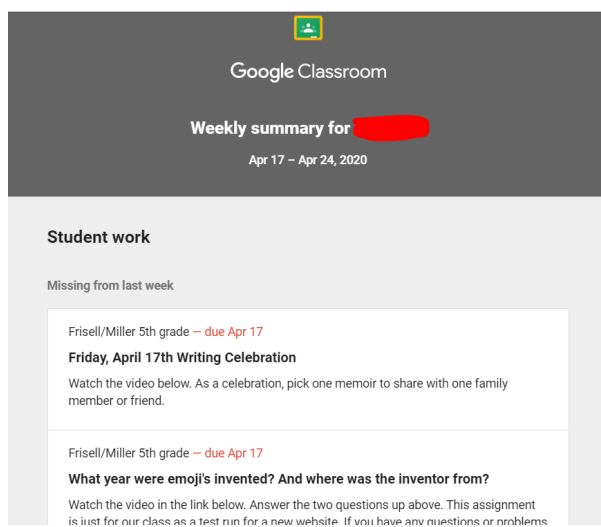 Google Classroom
Weekly summary for
Apr 17 – Apr 24, 2020
Student work
Missing from last week
Frisell/Miller 5th grade — due Apr 17
Friday, April 17th Writing Celebration
Watch the video below. As a celebration, pick one memoir to share with one family
member or friend.
Frisell/Miller 5th grade — due Apr 17
What year were emoji's invented? And where was the inventor from?
Watch the video in the link below. Answer the two questions up above. This assignment
is just for our class as a test run for a new website. If you have any questions or problems